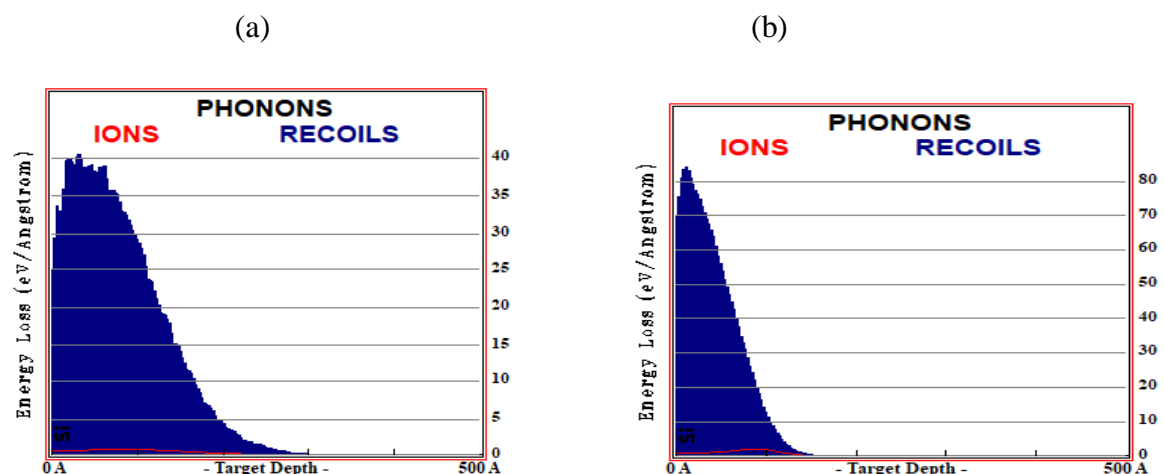 (a)
(b)
PHONONS
IONS
RECOILS
Energy Loss (eV/Angstrom)
40
35
30
25
20
15
10
5
0
SI
0 A
- Target Depth -
500 A
PHONONS
IONS
RECOILS
Energy Loss (eV/Angstrom)
80
70
60
50
40
30
20
10
0
SI
0 A
- Target Depth -
500 A